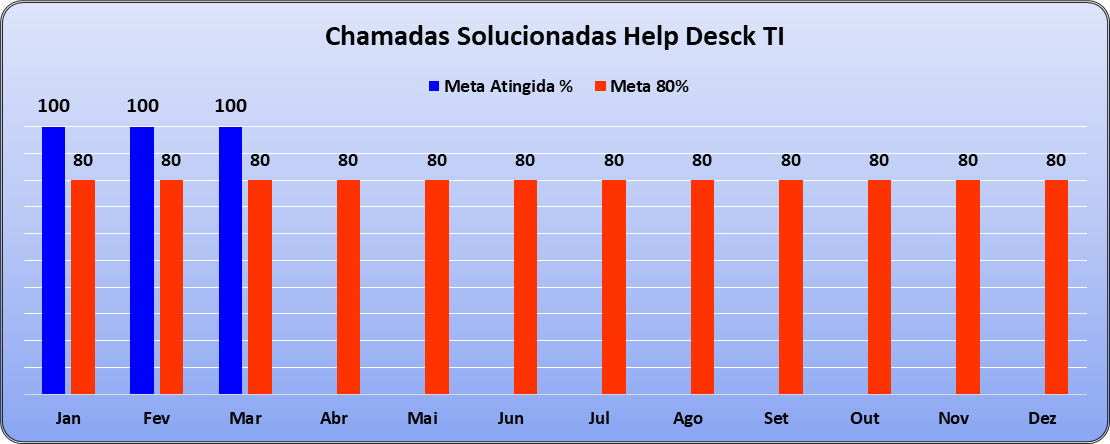 Chamadas Solucionadas Help Desck TI
Meta Atingida % Meta 80%
100 100 100
80 80 80 80 80 80 80 80 80 80 80 80
Jan Fev Mar Abr Mai Jun Jul Ago Set Out Nov Dez